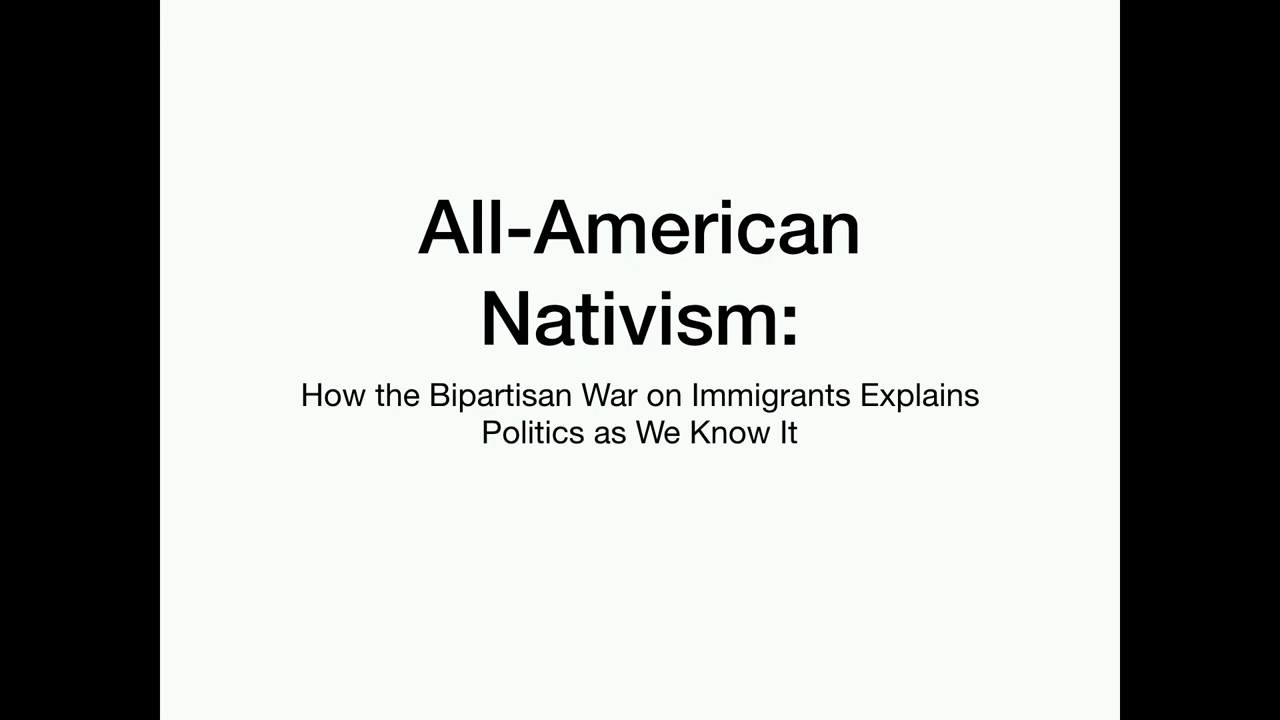 All-American
Nativism:
How the Bipartisan War on Immigrants Explains
Politics as We Know It